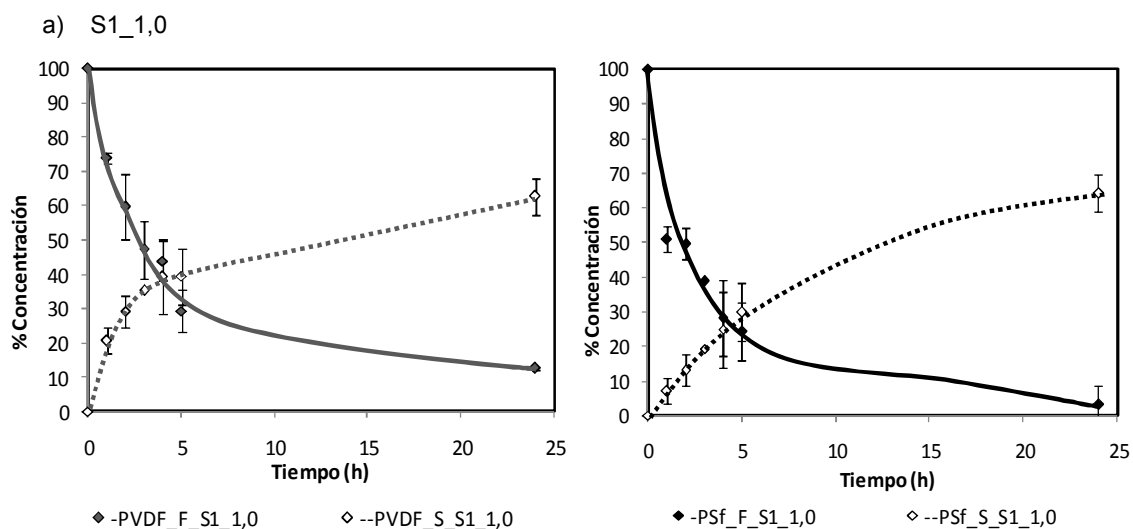 a) S1_1,0
100
90
80
70
60
50
40
30
20
10
0
% Concentración
0 5 10 15 20 25
Tiempo (h)
-PVDF_F_S1_1,0 --PVDF_S_S1_1,0
100
90
80
70
60
50
40
30
20
10
0
% Concentración
0 5 10 15 20 25
Tiempo (h)
-PSf_F_S1_1,0 --PSf_S_S1_1,0